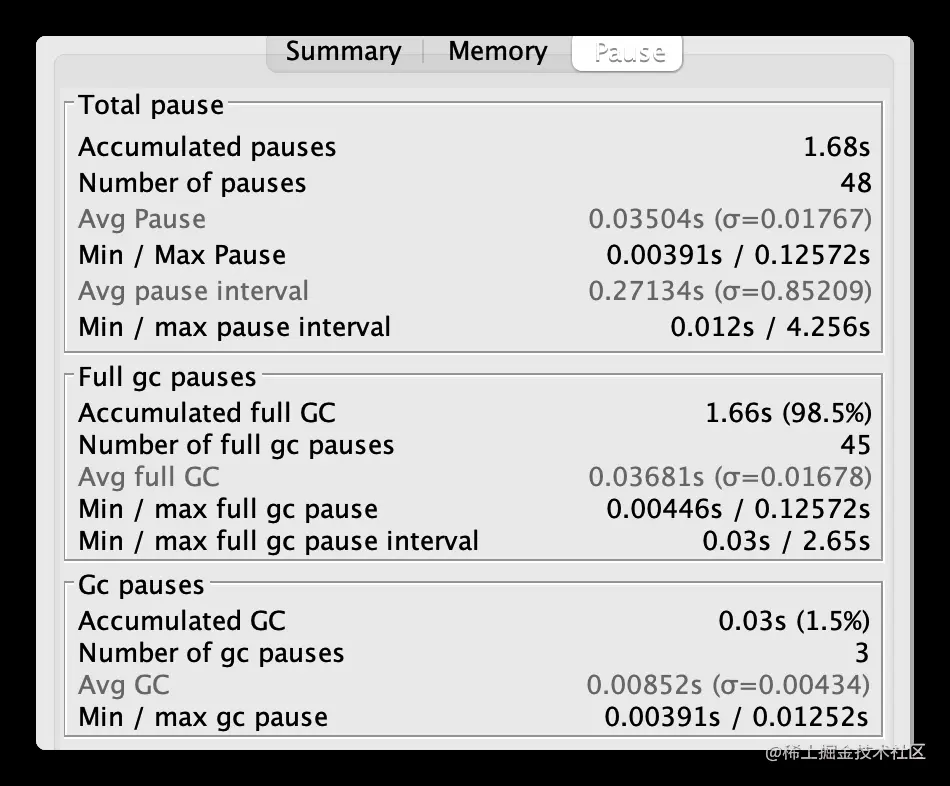 Summary Memory Pause
Total pause
Accumulated pauses 1.68s
Number of pauses 48
Avg Pause 0.03504s (σ=0.01767)
Min / Max Pause 0.00391s / 0.12572s
Avg pause interval 0.27134s (σ=0.85209)
Min / max pause interval 0.012s / 4.256s
Full gc pauses
Accumulated full GC 1.66s (98.5%)
Number of full gc pauses 45
Avg full GC 0.03681s (σ=0.01678)
Min / max full gc pause 0.00446s / 0.12572s
Min / max full gc pause interval 0.03s / 2.65s
Gc pauses
Accumulated GC 0.03s (1.5%)
Number of gc pauses 3
Avg GC 0.00852s (σ=0.00434)
Min / max gc pause 0.00391s / 0.01252s
@稀土掘金技术社区